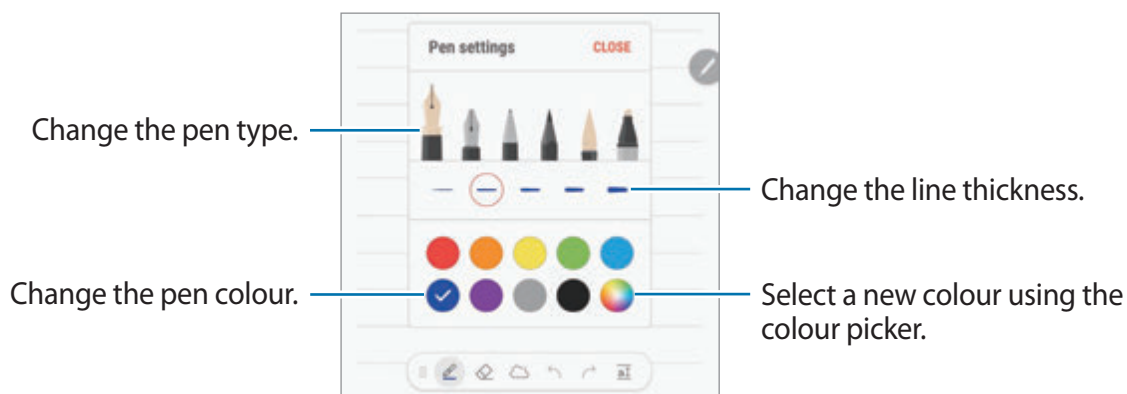 Pen settings CLOSE
Change the pen type.
Change the line thickness.
Change the pen colour.
Select a new colour using the
colour picker.